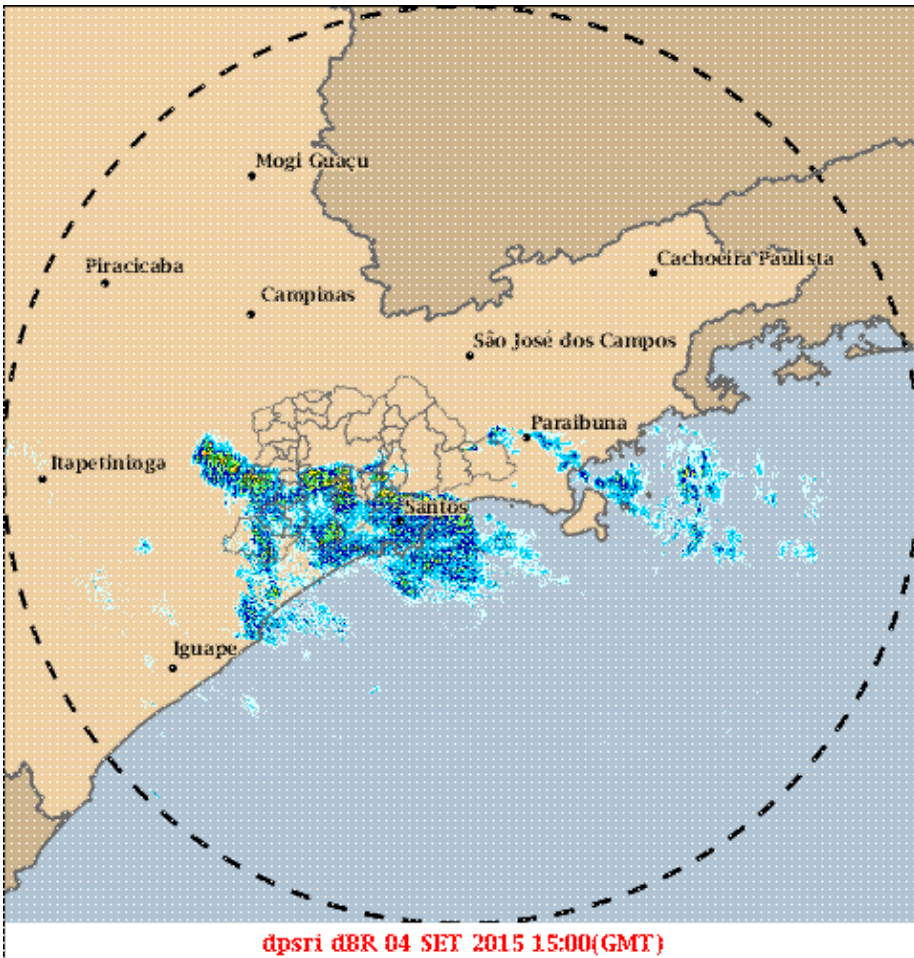 Mogi Guaçu
Piracicaba
Cachoeira Paulista
Campinas
São José dos Campos
Paraibuna
Itapetininga
Santos
Iguape
dpsri dBR 04 SET 2015 15:00(GMT)